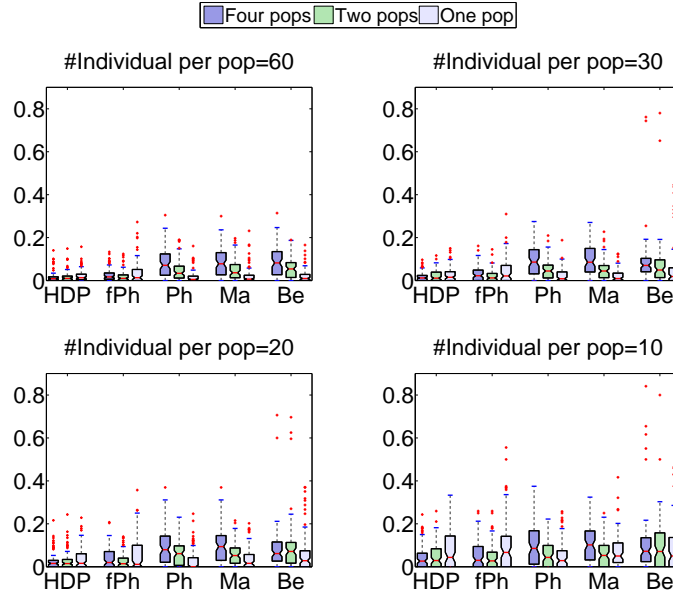 Four pops Two pops One pop
#Individual per pop=60
#Individual per pop=30
0.8
0.6
0.4
0.2
0
HDP fPh Ph Ma Be
0.8
0.6
0.4
0.2
0
HDP fPh Ph Ma Be
#Individual per pop=20
#Individual per pop=10
0.8
0.6
0.4
0.2
0
HDP fPh Ph Ma Be
0.8
0.6
0.4
0.2
0
HDP fPh Ph Ma Be